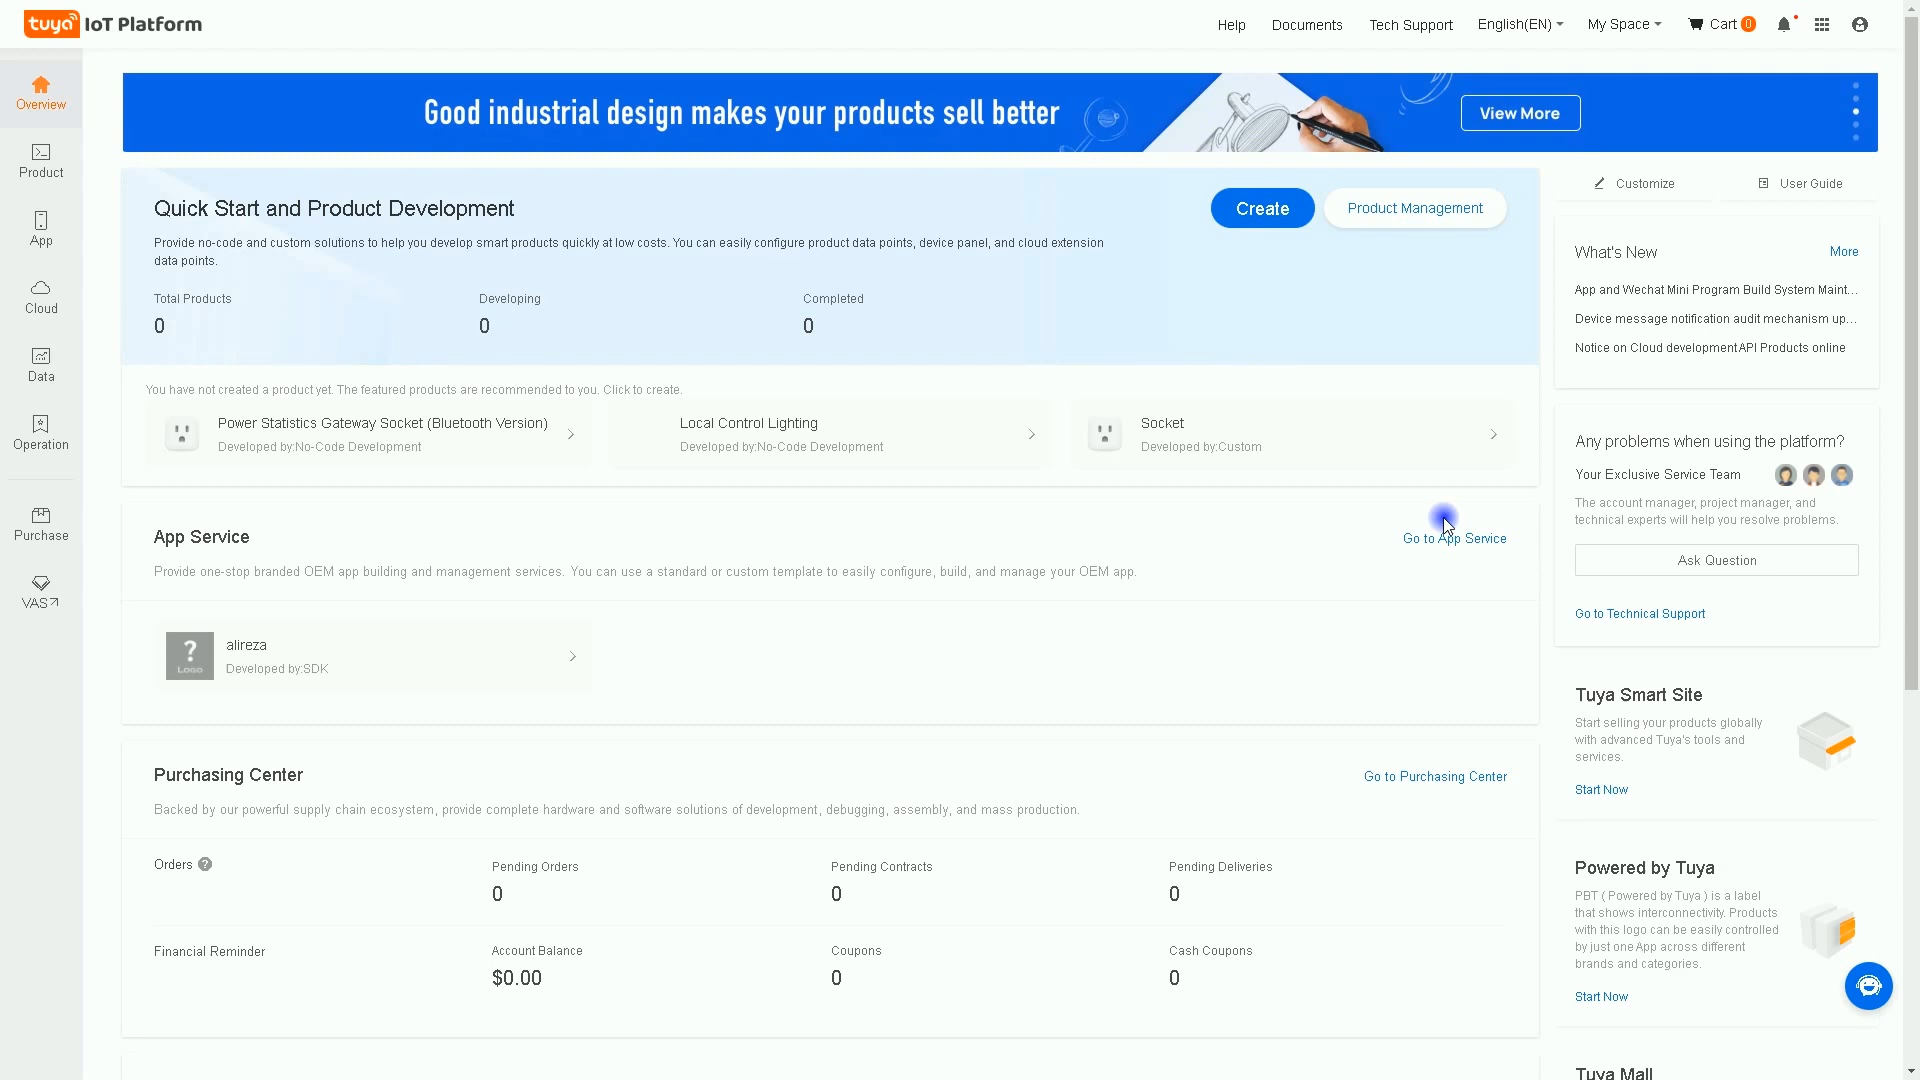 tuya IoT Platform
Help
Documents
Tech Support
English(EN)
My Space
Cart 0
Overview
Product
App
Cloud
Data
Operation
Purchase
VAS
Good industrial design makes your products sell better
View More
Quick Start and Product Development
Create
Product Management
Provide no-code and custom solutions to help you develop smart products quickly at low costs. You can easily configure product data points, device panel, and cloud extension
data points.
Total Products
Developing
Completed
0
0
0
You have not created a product yet. The featured products are recommended to you. Click to create.
Power Statistics Gateway Socket (Bluetooth Version)
Developed by:No-Code Development
Local Control Lighting
Developed by:No-Code Development
Socket
Developed by:Custom
App Service
Go to App Service
Provide one-stop branded OEM app building and management services. You can use a standard or custom template to easily configure, build, and manage your OEM app.
?
LOGO
alireza
Developed by:SDK
Purchasing Center
Go to Purchasing Center
Backed by our powerful supply chain ecosystem, provide complete hardware and software solutions of development, debugging, assembly, and mass production.
Orders ?
Pending Orders
Pending Contracts
Pending Deliveries
0
0
0
Financial Reminder
Account Balance
Coupons
Cash Coupons
$0.00
0
0
Customize
User Guide
What's New
More
App and Wechat Mini Program Build System Maint...
Device message notification audit mechanism up...
Notice on Cloud development API Products online
Any problems when using the platform?
Your Exclusive Service Team
The account manager, project manager, and
technical experts will help you resolve problems.
Ask Question
Go to Technical Support
Tuya Smart Site
Start selling your products globally
with advanced Tuya's tools and
services.
Start Now
Powered by Tuya
PBT ( Powered by Tuya ) is a label
that shows interconnectivity. Products
with this logo can be easily controlled
by just one App across different
brands and categories.
Start Now
Tuya Mall